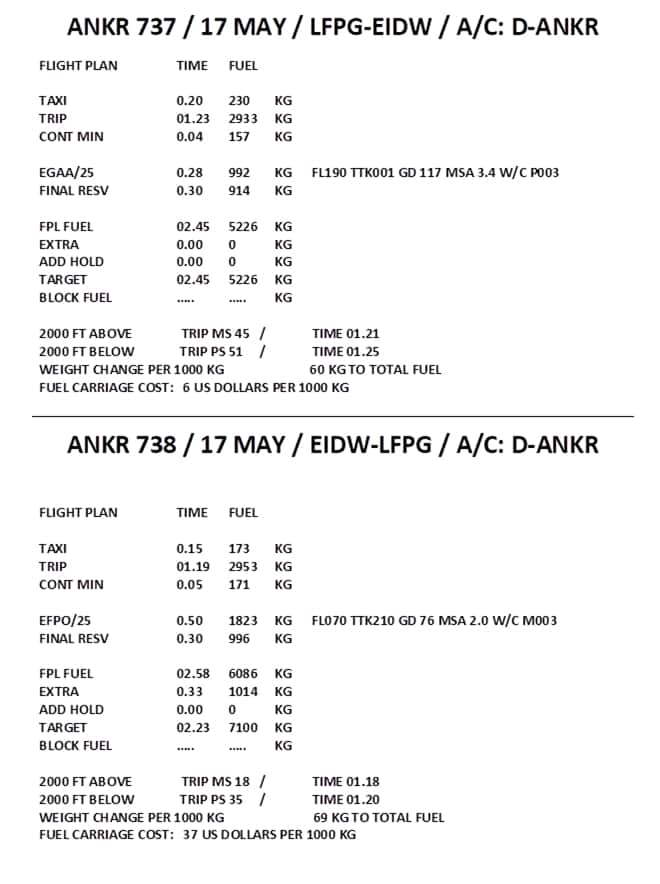 ANKR 737 / 17 MAY / LFPG-EIDW / A/C: D-ANKR
FLIGHT PLAN TIME FUEL
TAXI 0.20 230 KG
TRIP 01.23 2933 KG
CONT MIN 0.04 157 KG
EGAA/25 0.28 992 KG FL190 TTK001 GD 117 MSA 3.4 W/C P003
FINAL RESV 0.30 914 KG
FPL FUEL 02.45 5226 KG
EXTRA 0.00 0 KG
ADD HOLD 0.00 0 KG
TARGET 02.45 5226 KG
BLOCK FUEL ..... ..... KG
2000 FT ABOVE TRIP MS 45 / TIME 01.21
2000 FT BELOW TRIP PS 51 / TIME 01.25
WEIGHT CHANGE PER 1000 KG 60 KG TO TOTAL FUEL
FUEL CARRIAGE COST: 6 US DOLLARS PER 1000 KG
ANKR 738 / 17 MAY / EIDW-LFPG / A/C: D-ANKR
FLIGHT PLAN TIME FUEL
TAXI 0.15 173 KG
TRIP 01.19 2953 KG
CONT MIN 0.05 171 KG
EFPO/25 0.50 1823 KG FL070 TTK210 GD 76 MSA 2.0 W/C M003
FINAL RESV 0.30 996 KG
FPL FUEL 02.58 6086 KG
EXTRA 0.33 1014 KG
ADD HOLD 0.00 0 KG
TARGET 02.23 7100 KG
BLOCK FUEL ..... ..... KG
2000 FT ABOVE TRIP MS 18 / TIME 01.18
2000 FT BELOW TRIP PS 35 / TIME 01.20
WEIGHT CHANGE PER 1000 KG 69 KG TO TOTAL FUEL
FUEL CARRIAGE COST: 37 US DOLLARS PER 1000 KG